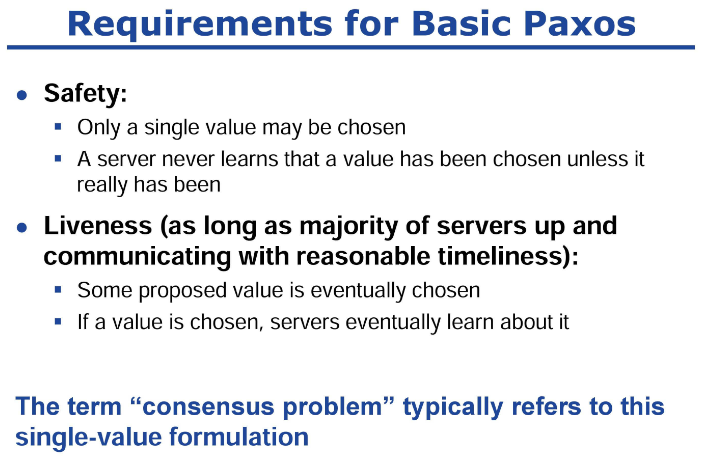 Requirements for Basic Paxos
● Safety:
▪ Only a single value may be chosen
▪ A server never learns that a value has been chosen unless it
really has been
● Liveness (as long as majority of servers up and
communicating with reasonable timeliness):
▪ Some proposed value is eventually chosen
▪ If a value is chosen, servers eventually learn about it
The term “consensus problem” typically refers to this
single-value formulation